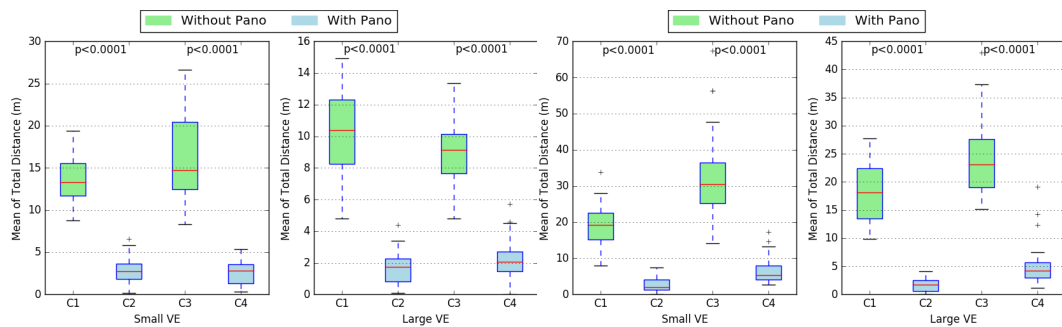 Without Pano With Pano
Without Pano With Pano
Mean of Total Distance (m)
30
25
20
15
10
5
0
p<0.0001 p<0.0001
C1 C2 C3 C4
Small VE
Mean of Total Distance (m)
16
14
12
10
8
6
4
2
0
p<0.0001 p<0.0001
C1 C2 C3 C4
Large VE
Mean of Total Distance (m)
70
60
50
40
30
20
10
0
p<0.0001 p<0.0001
C1 C2 C3 C4
Small VE
Mean of Total Distance (m)
45
40
35
30
25
20
15
10
5
0
p<0.0001 p<0.0001
C1 C2 C3 C4
Large VE